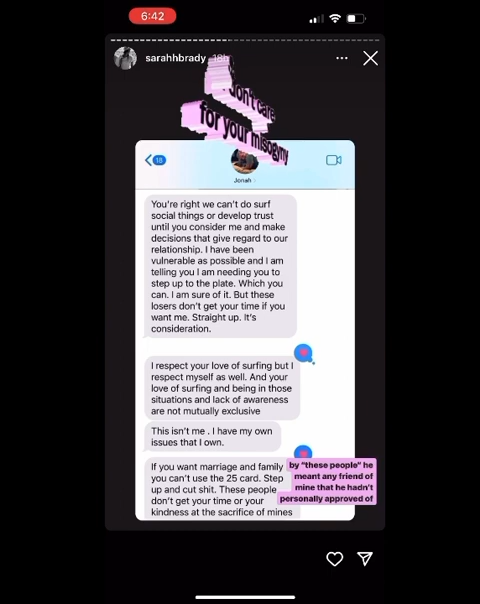 6:42
sarahhbrady 18h
don't care
for your misogyny
18
Jonah
You're right we can't do surf
social things or develop trust
until you consider me and make
decisions that give regard to our
relationship. I have been
vulnerable as possible and I am
telling you I am needing you to
step up to the plate. Which you
can. I am sure of it. But these
losers don't get your time if you
want me. Straight up. It's
consideration.
I respect your love of surfing but I
respect myself as well. And your
love of surfing and being in those
situations and lack of awareness
are not mutually exclusive
This isn't me . I have my own
issues that I own.
If you want marriage and family
you can't use the 25 card. Step
up and cut shit. These people
don't get your time or your
kindness at the sacrifice of mines
by "these people" he
meant any friend of
mine that he hadn't
personally approved of